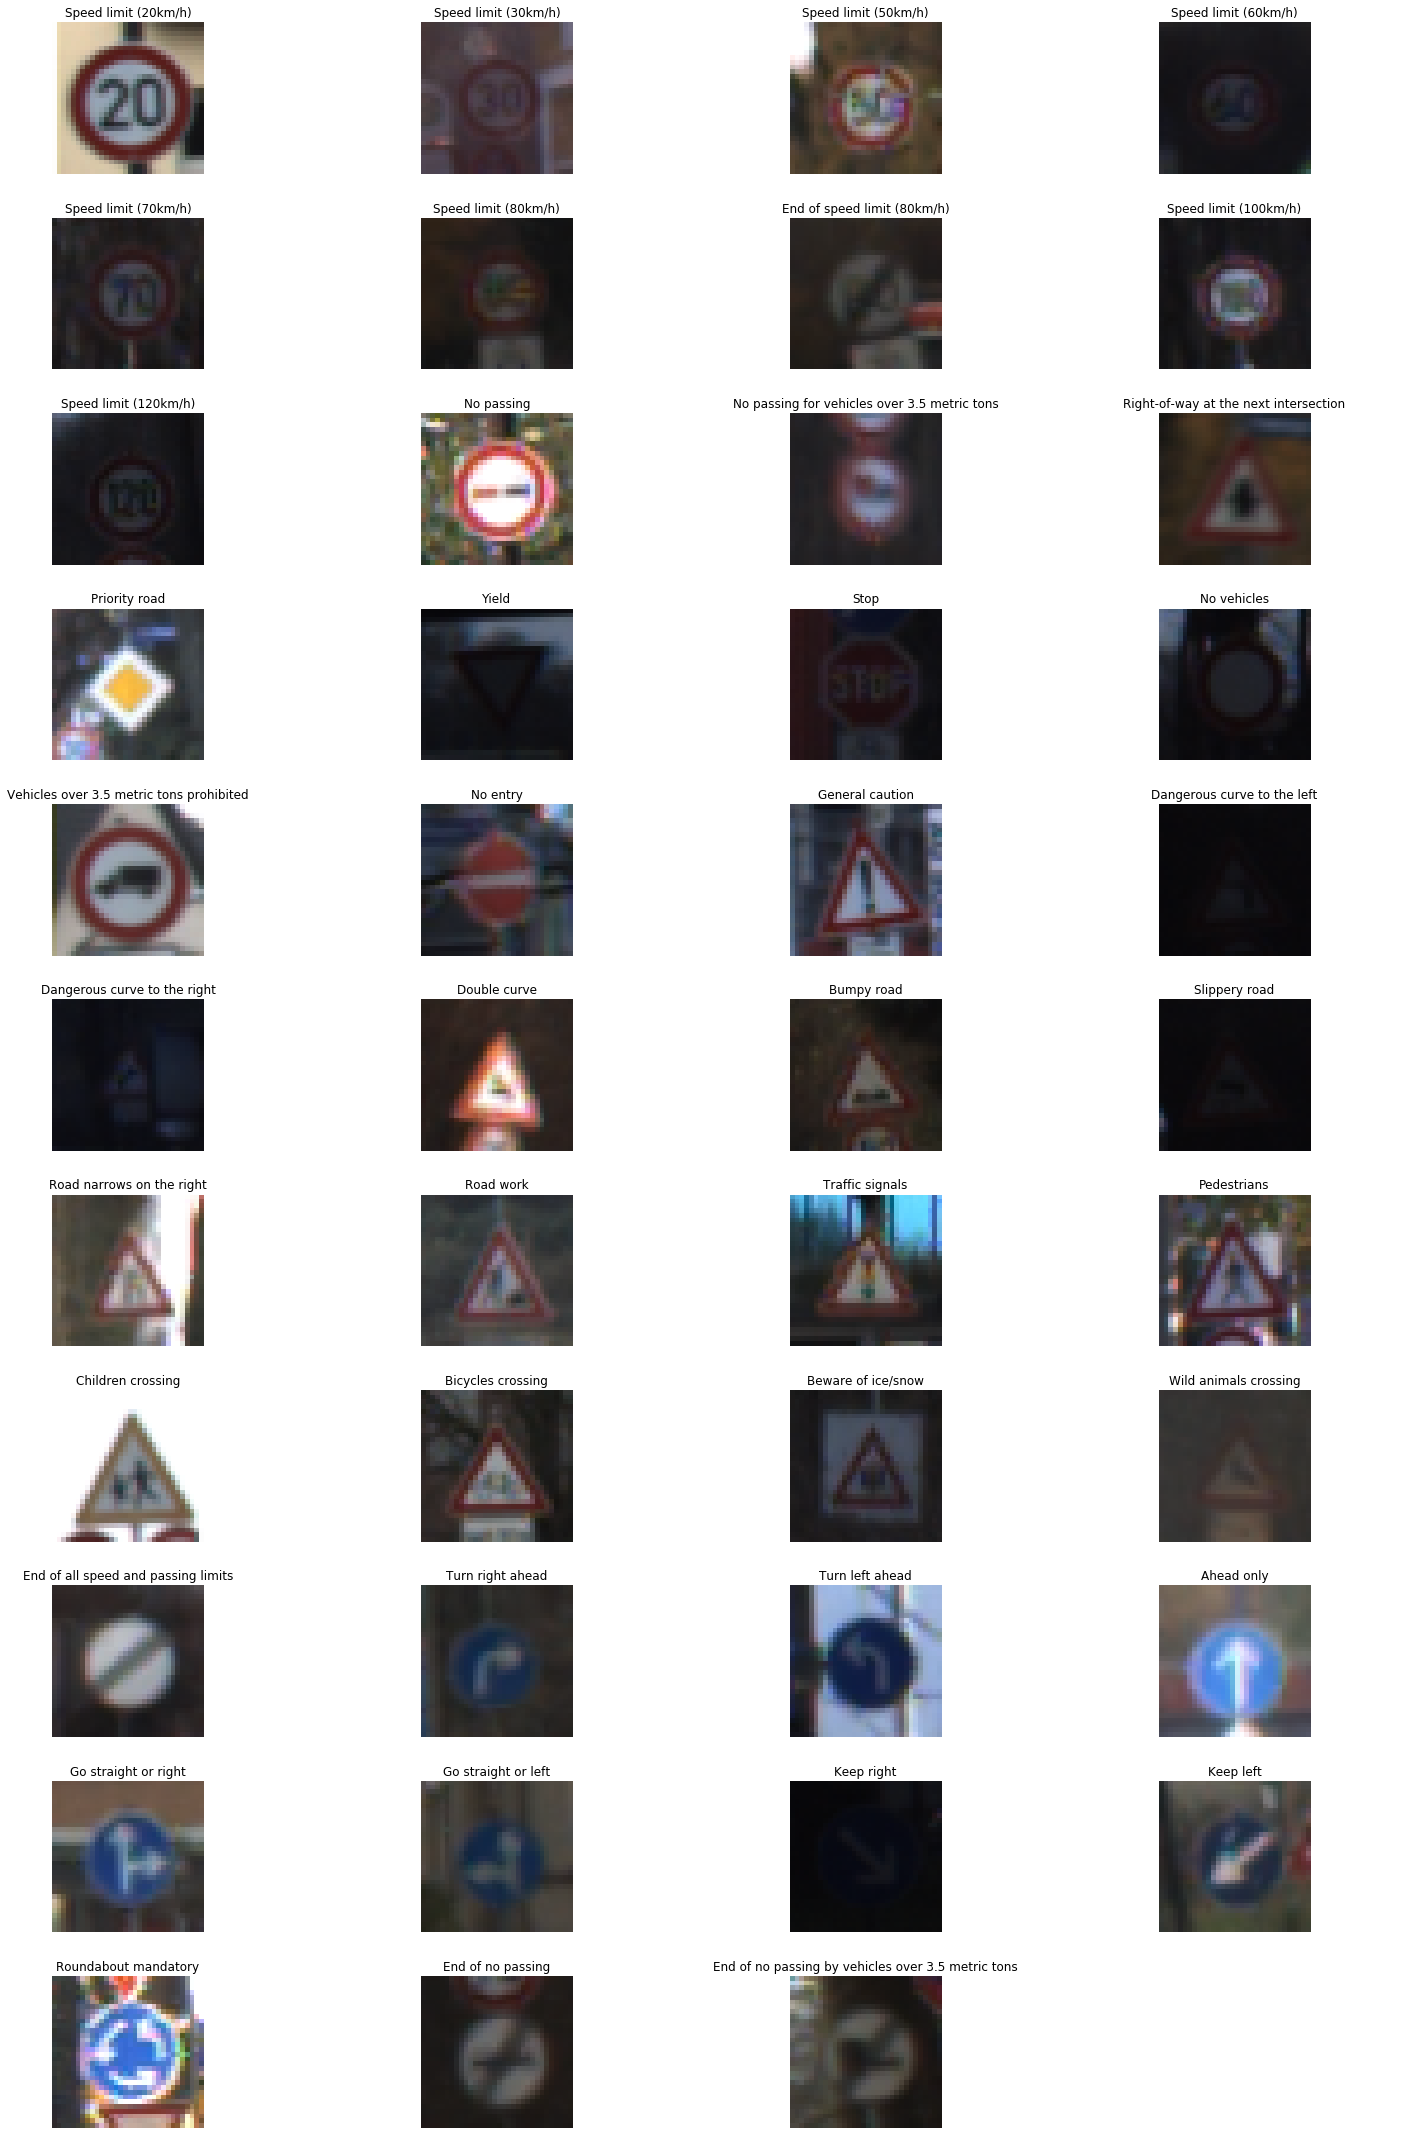 Speed limit (20km/h)
Speed limit (30km/h)
Speed limit (50km/h)
Speed limit (60km/h)
20
30
50
60
Speed limit (70km/h)
Speed limit (80km/h)
End of speed limit (80km/h)
Speed limit (100km/h)
70
Speed limit (120km/h)
No passing
No passing for vehicles over 3.5 metric tons
Right-of-way at the next intersection
120
Priority road
Yield
Stop
No vehicles
STOP
Vehicles over 3.5 metric tons prohibited
No entry
General caution
Dangerous curve to the left
Dangerous curve to the right
Double curve
Bumpy road
Slippery road
Road narrows on the right
Road work
Traffic signals
Pedestrians
Children crossing
Bicycles crossing
Beware of ice/snow
Wild animals crossing
End of all speed and passing limits
Turn right ahead
Turn left ahead
Ahead only
Go straight or right
Go straight or left
Keep right
Keep left
Roundabout mandatory
End of no passing
End of no passing by vehicles over 3.5 metric tons